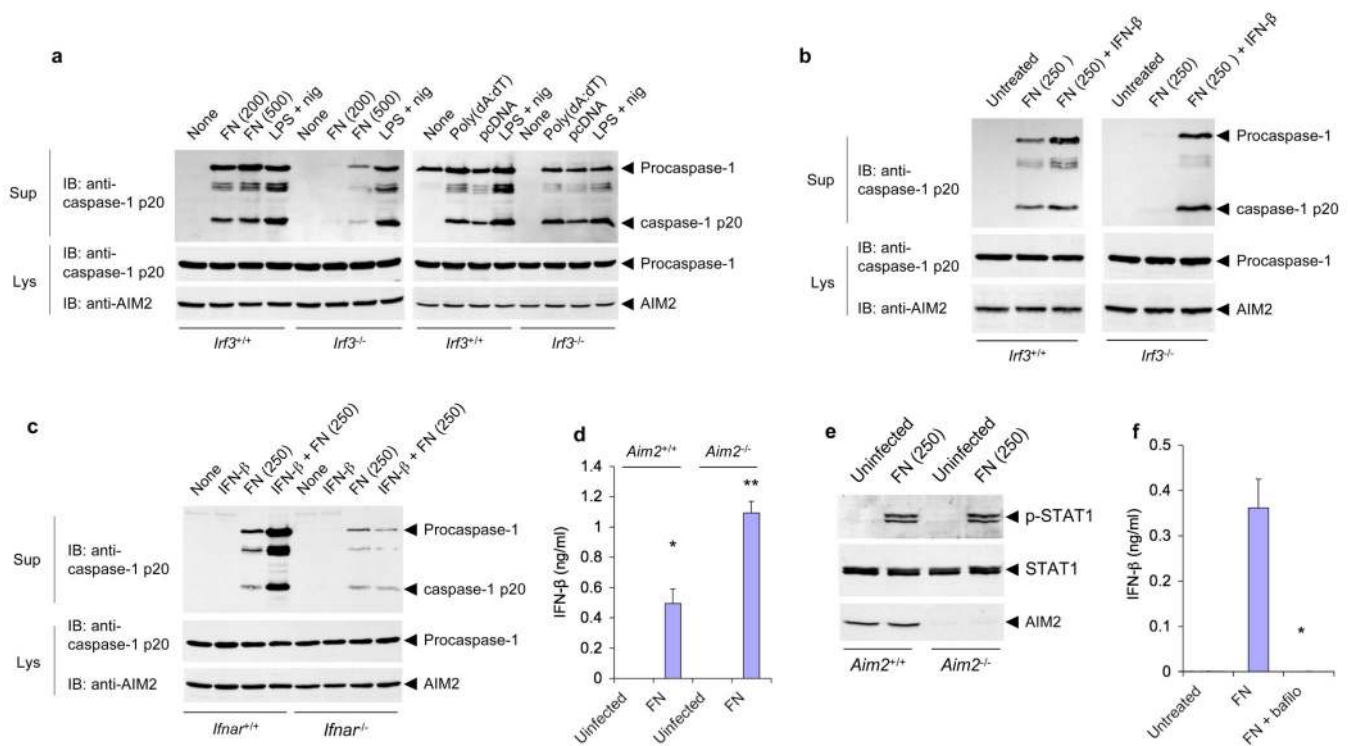 a
None
FN (200)
FN (500)
LPS + nig
None
FN (200)
FN (500)
LPS + nig
None
Poly(dA:dT)
pcDNA
LPS + nig
None
Poly(dA:dT)
pcDNA
LPS + nig
Sup
IB: anti-
caspase-1 p20
Procaspase-1
caspase-1 p20
Lys
IB: anti-
caspase-1 p20
Procaspase-1
IB: anti-AIM2
AIM2
Irf3+/+
Irf3-/-
Irf3+/+
Irf3-/-
b
Untreated
FN (250)
FN (250) + IFN-β
Untreated
FN (250)
FN (250) + IFN-β
Sup
IB: anti-
caspase-1 p20
Procaspase-1
caspase-1 p20
Lys
IB: anti-
caspase-1 p20
Procaspase-1
IB: anti-AIM2
AIM2
Irf3+/+
Irf3-/-
c
None
IFN-β
FN (250)
IFN-β + FN (250)
None
IFN-β
FN (250)
IFN-β + FN (250)
Sup
IB: anti-
caspase-1 p20
Procaspase-1
caspase-1 p20
Lys
IB: anti-
caspase-1 p20
Procaspase-1
IB: anti-AIM2
AIM2
Ifnar+/+
Ifnar-/-
d
Aim2+/+
Aim2-/-
IFN-β (ng/ml)
1.4
1.2
1
0.8
0.6
0.4
0.2
0
*
**
Uinfected
FN
Uinfected
FN
e
Uninfected
FN (250)
Uninfected
FN (250)
p-STAT1
STAT1
AIM2
Aim2+/+
Aim2-/-
f
IFN-β (ng/ml)
0.5
0.4
0.3
0.2
0.1
0
*
Untreated
FN
FN + bafilo